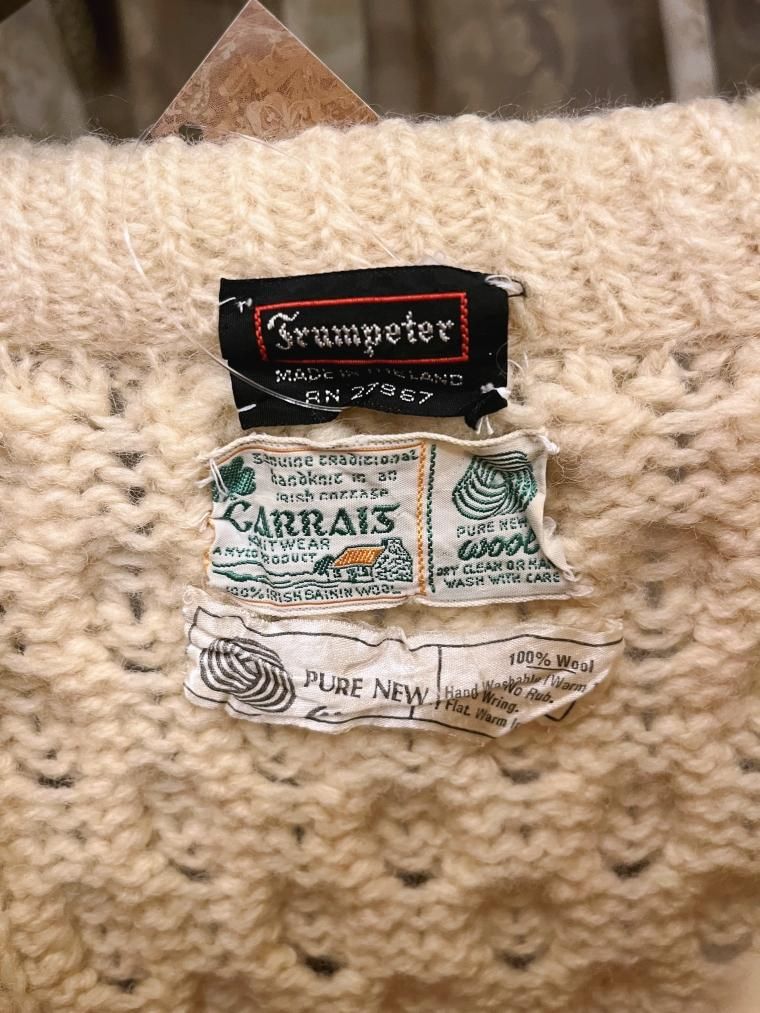 Trumpeter
MADE IN IRELAND
RN 27967
Genuine traditional
handknit in an
irish cottage
CARRAIG
KNITWEAR
PRODUCT
100% IRISH BAININ WOOL
PURE NEW
wool
DRY CLEAN OR HAND
WASH WITH CARE
PURE NEW
100% Wool
Hand Washable/Warm
No Rub.
Wring.
Flat. Warm